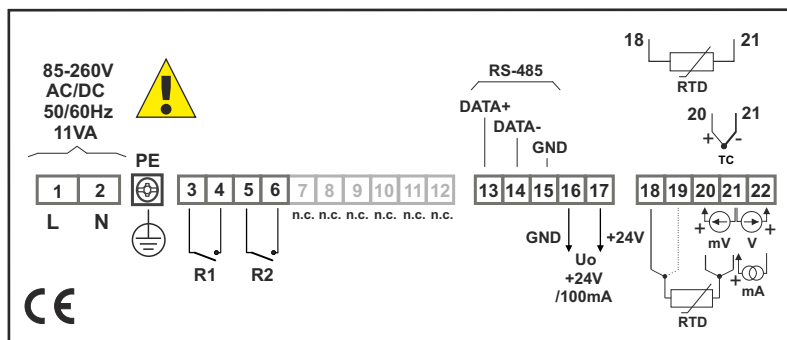 85-260V
AC/DC
50/60Hz
11VA
PE
1 2
L N
3 4 5 6 7 8 9 10 11 12
n.c. n.c. n.c. n.c. n.c. n.c.
R1 R2
RS-485
DATA+
DATA-
GND
13 14 15 16 17
GND +24V
Uo
+24V
/100mA
18 21
RTD
20 21
+ -
TC
18 19 20 21 22
+ +
mV V
+
mA
RTD
CE